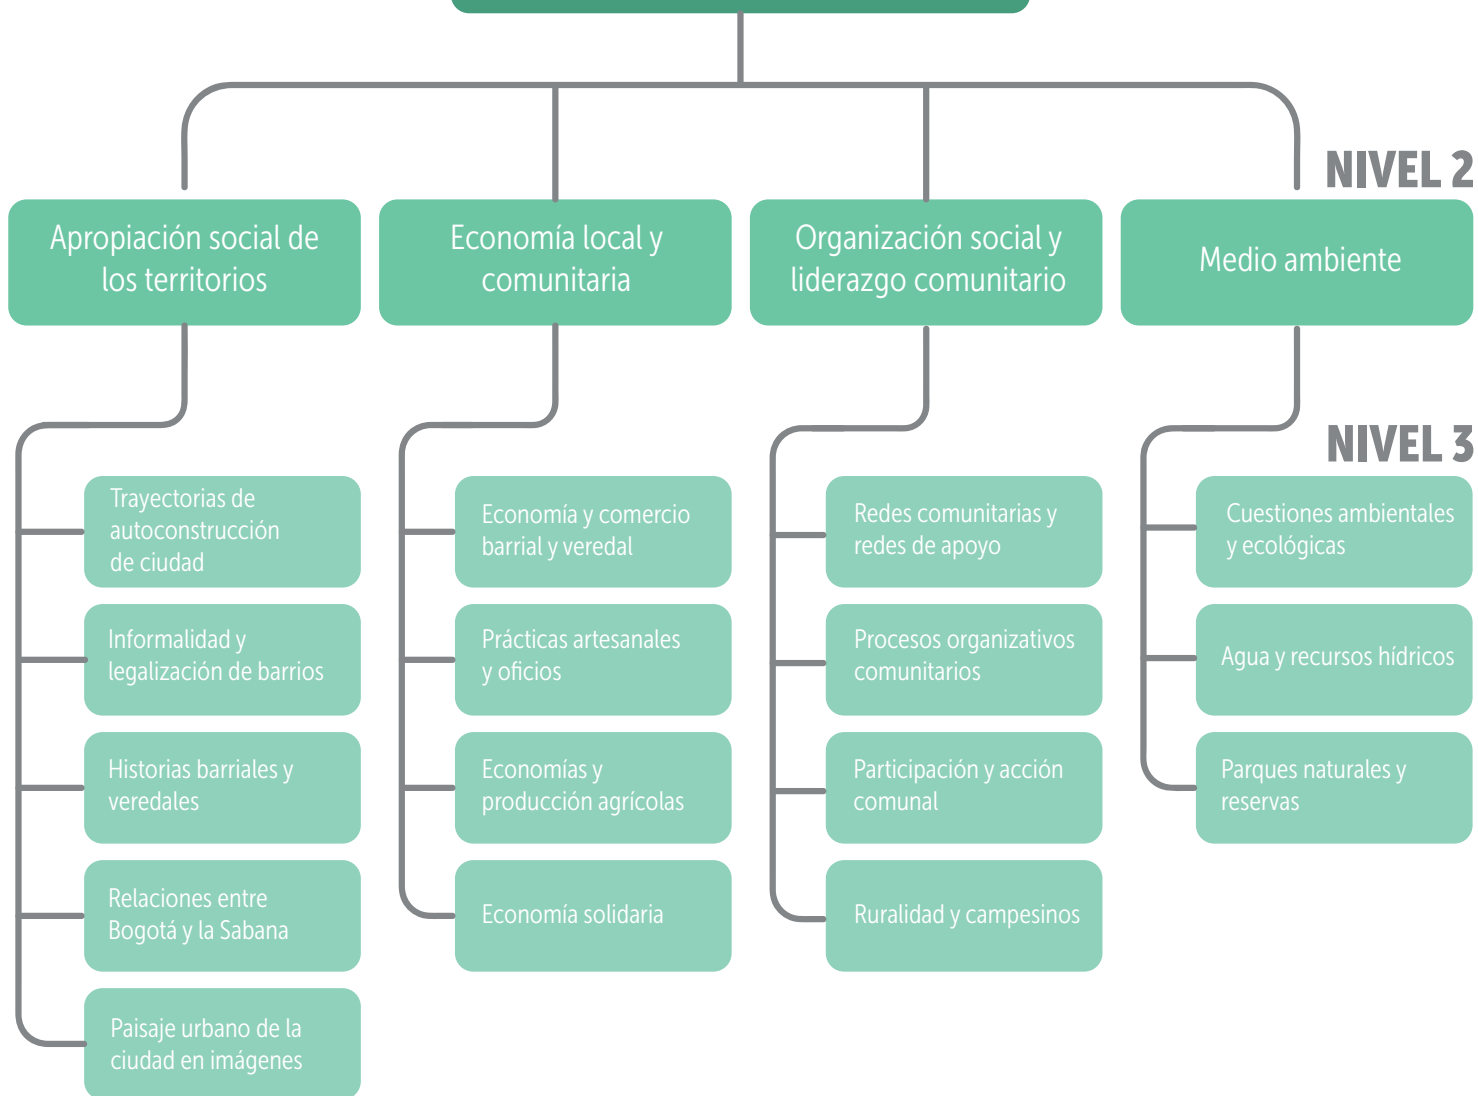 NIVEL 2
Apropiación social de
los territorios
Economía local y
comunitaria
Organización social y
liderazgo comunitario
Medio ambiente
NIVEL 3
Trayectorias de
autoconstrucción
de ciudad
Informalidad y
legalización de barrios
Historias barriales y
veredales
Relaciones entre
Bogotá y la Sabana
Paisaje urbano de la
ciudad en imágenes
Economía y comercio
barrial y veredal
Prácticas artesanales
y oficios
Economías y
producción agrícolas
Economía solidaria
Redes comunitarias y
redes de apoyo
Procesos organizativos
comunitarios
Participación y acción
comunal
Ruralidad y campesinos
Cuestiones ambientales
y ecológicas
Agua y recursos hídricos
Parques naturales y
reservas